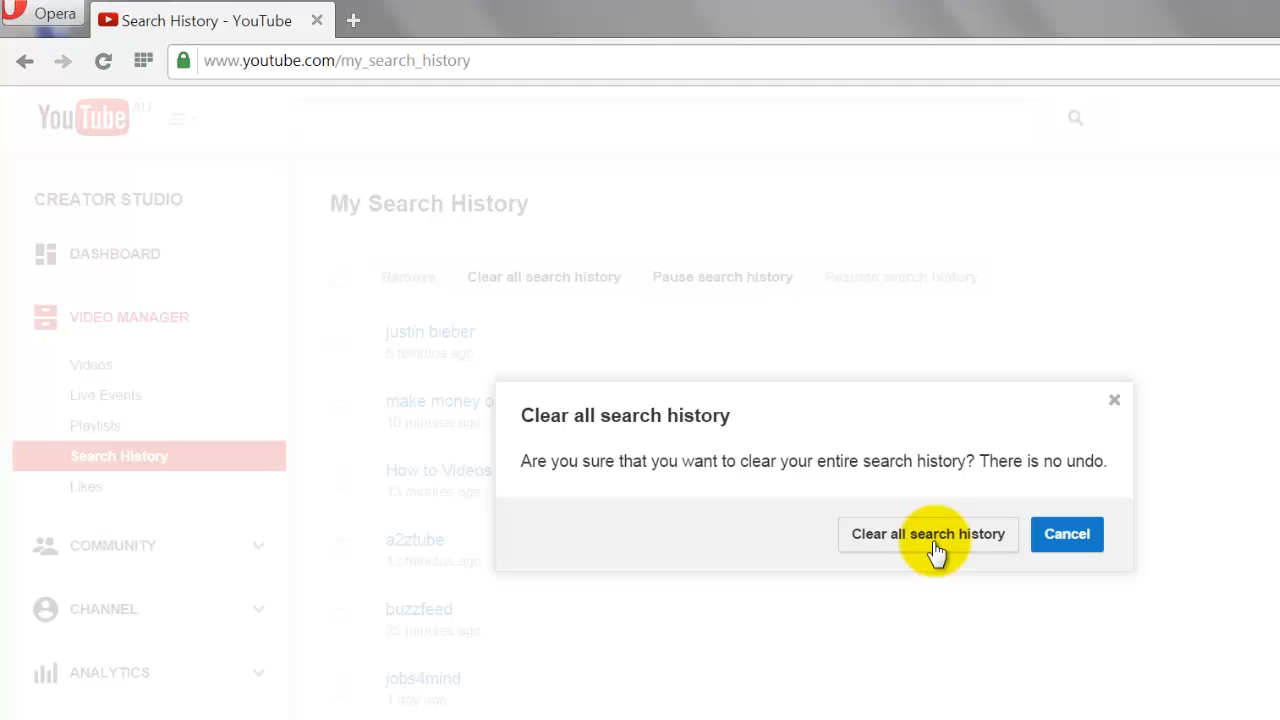 Opera
Search History - YouTube
www.youtube.com/my_search_history
YouTube AU
CREATOR STUDIO
My Search History
DASHBOARD
Remove Clear all search history Pause search history Resume search history
VIDEO MANAGER
justin bieber
6 minutes ago
Videos
Live Events
make money o
10 minutes ago
Playlists
Search History
How to Videos
13 minutes ago
Likes
Clear all search history
Are you sure that you want to clear your entire search history? There is no undo.
Clear all search history Cancel
a2ztube
13 minutes ago
COMMUNITY
buzzfeed
25 minutes ago
CHANNEL
jobs4mind
1 day ago
ANALYTICS